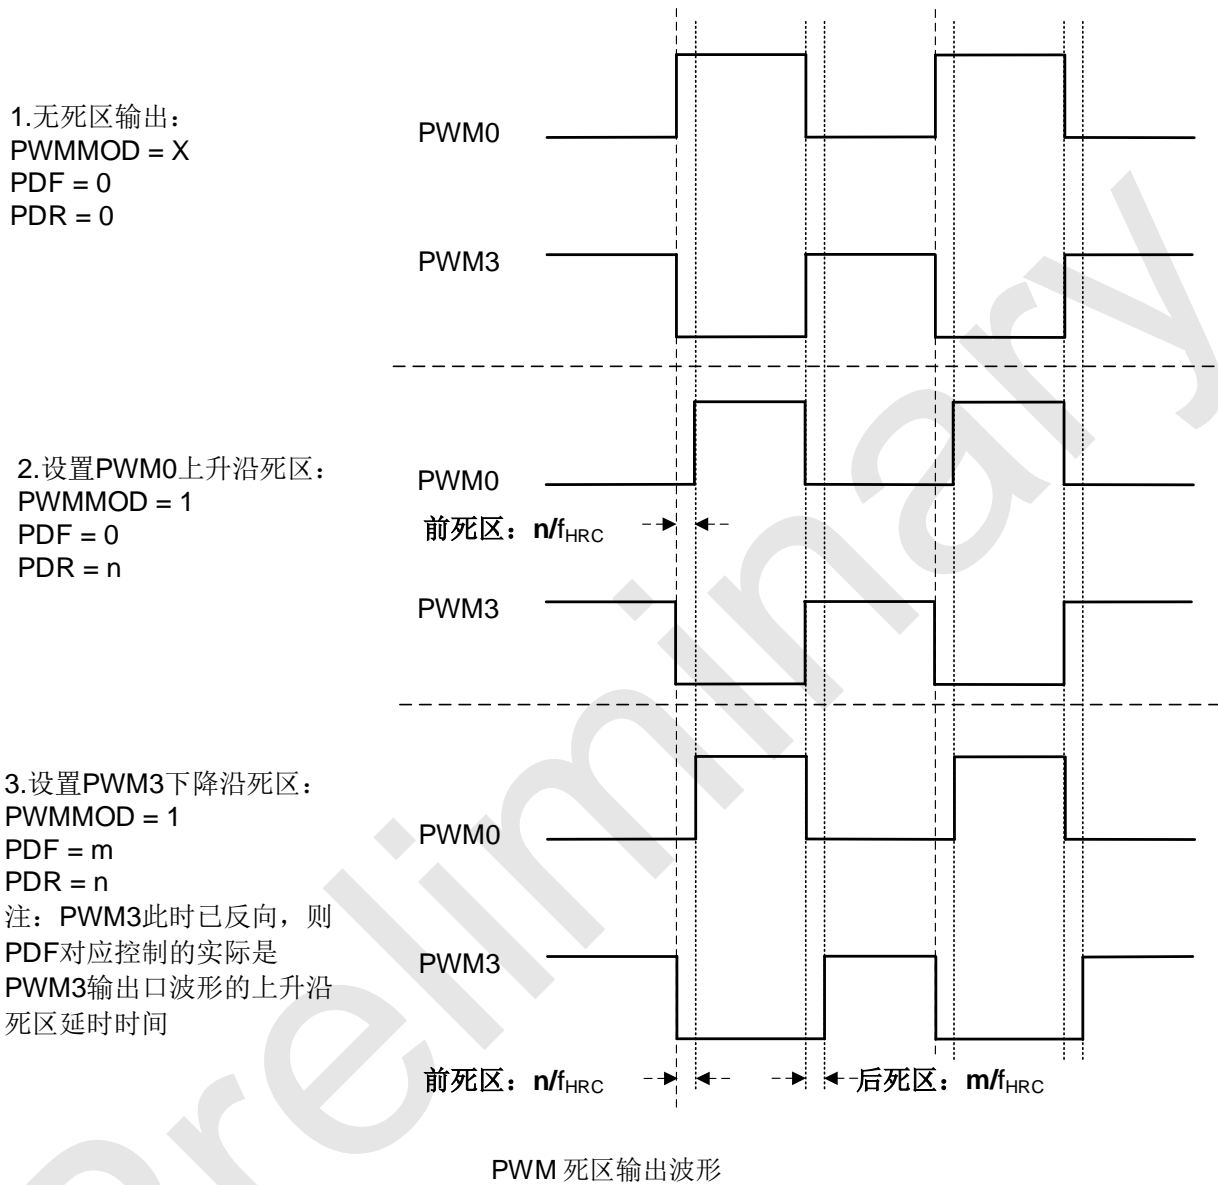 1.无死区输出：
PWMMOD = X
PDF = 0
PDR = 0
PWM0
PWM3
2.设置PWM0上升沿死区：
PWMMOD = 1
PDF = 0
PDR = n
PWM0
前死区：n/fHRC
PWM3
3.设置PWM3下降沿死区：
PWMMOD = 1
PDF = m
PDR = n
注：PWM3此时已反向，则
PDF对应控制的实际是
PWM3输出口波形的上升沿
死区延时时间
PWM0
PWM3
前死区：n/fHRC
后死区：m/fHRC
PWM 死区输出波形
Preliminary